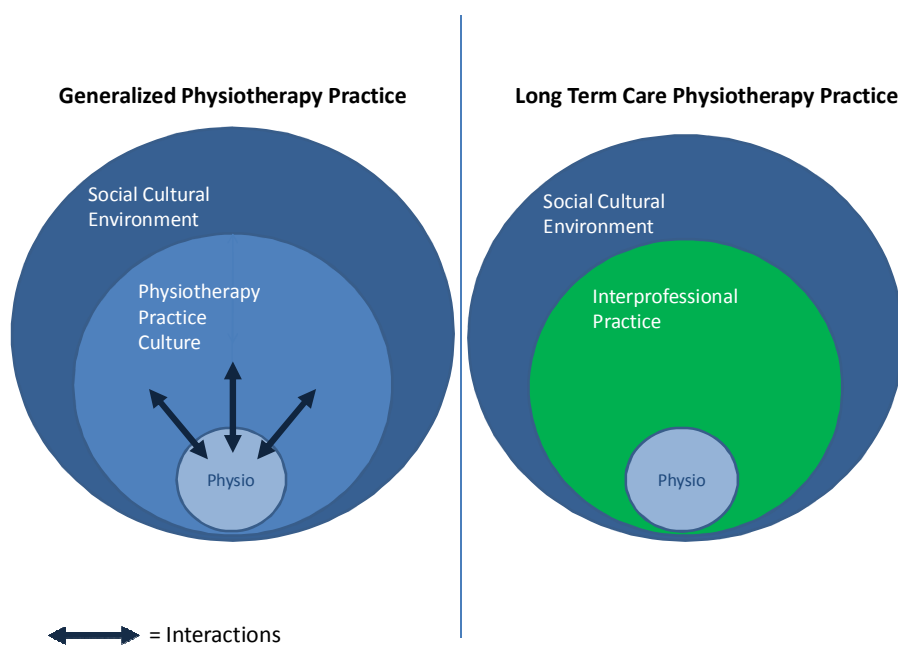 Generalized Physiotherapy Practice
Social Cultural
Environment
Physiotherapy
Practice
Culture
Physio
= Interactions
Long Term Care Physiotherapy Practice
Social Cultural
Environment
Interprofessional
Practice
Physio